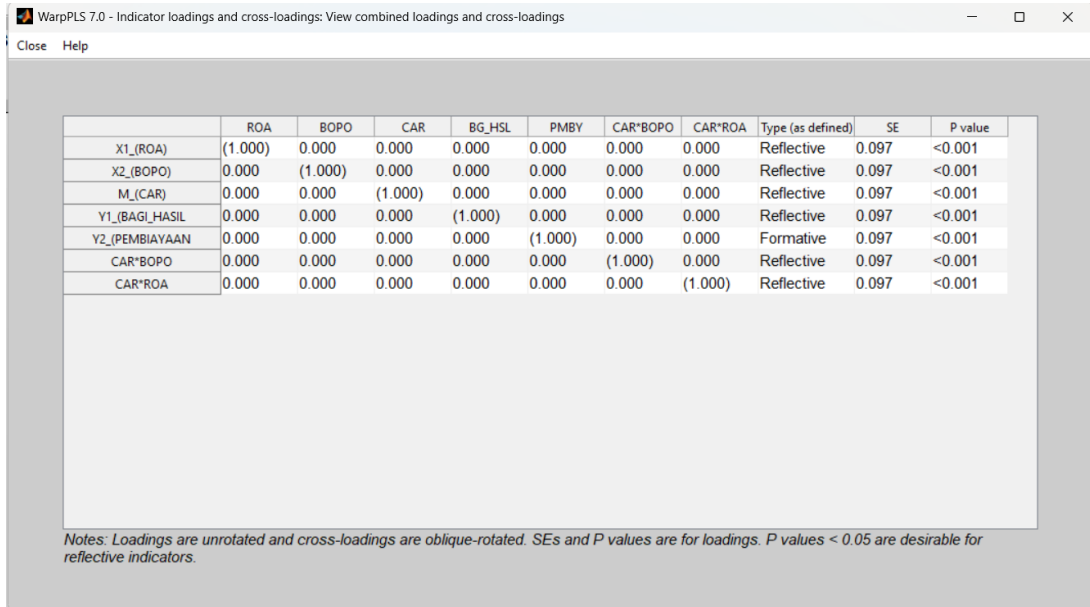 WarpPLS 7.0 - Indicator loadings and cross-loadings: View combined loadings and cross-loadings
Close Help
ROA BOPO CAR BG_HSL PMBY CAR*BOPO CAR*ROA Type (as defined) SE P value
X1_(ROA) (1.000) 0.000 0.000 0.000 0.000 0.000 0.000 Reflective 0.097 <0.001
X2_(BOPO) 0.000 (1.000) 0.000 0.000 0.000 0.000 0.000 Reflective 0.097 <0.001
M_(CAR) 0.000 0.000 (1.000) 0.000 0.000 0.000 0.000 Reflective 0.097 <0.001
Y1_(BAGI_HASIL 0.000 0.000 0.000 (1.000) 0.000 0.000 0.000 Reflective 0.097 <0.001
Y2_(PEMBIAYAAN 0.000 0.000 0.000 0.000 (1.000) 0.000 0.000 Formative 0.097 <0.001
CAR*BOPO 0.000 0.000 0.000 0.000 0.000 (1.000) 0.000 Reflective 0.097 <0.001
CAR*ROA 0.000 0.000 0.000 0.000 0.000 0.000 (1.000) Reflective 0.097 <0.001
Notes: Loadings are unrotated and cross-loadings are oblique-rotated. SEs and P values are for loadings. P values < 0.05 are desirable for
reflective indicators.